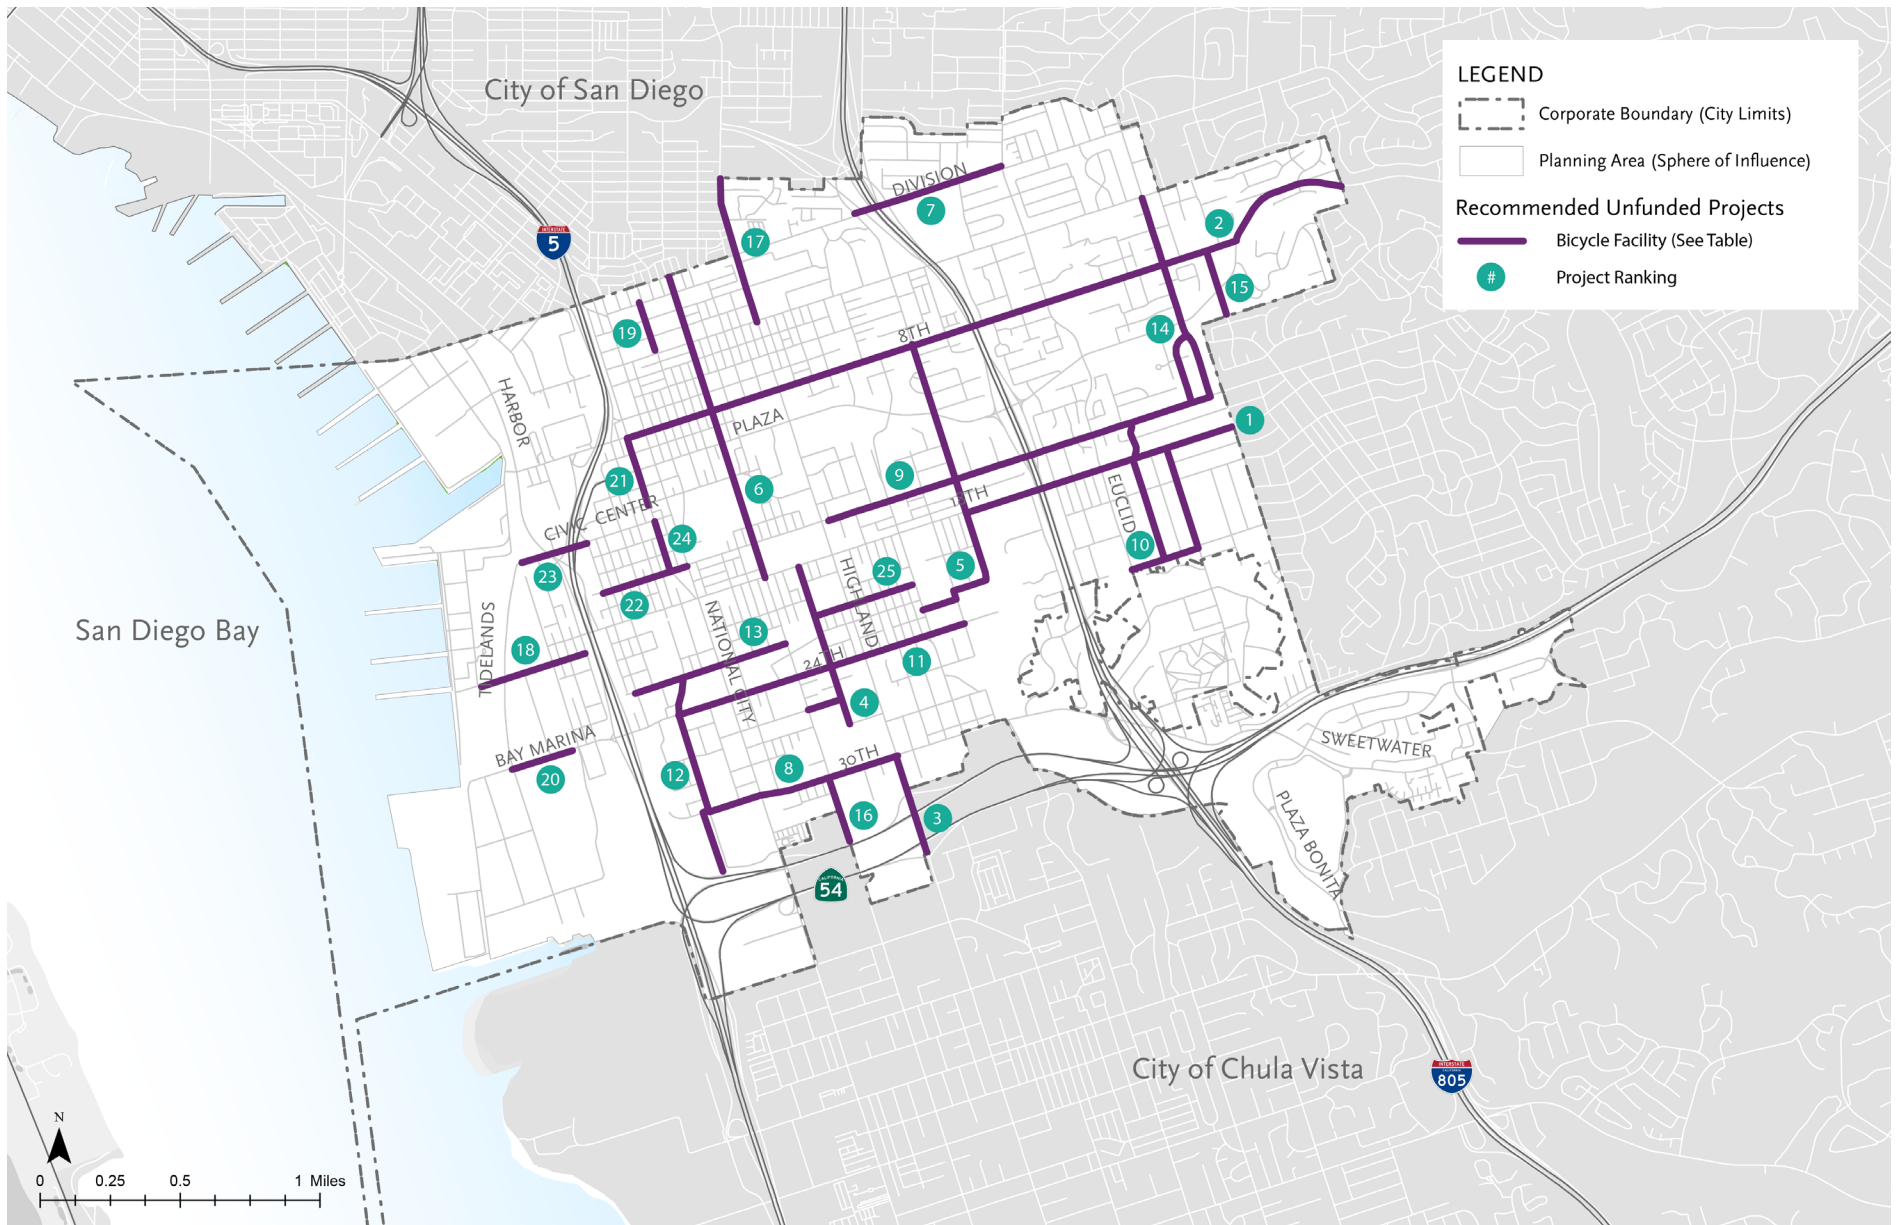 City of San Diego
LEGEND
Corporate Boundary (City Limits)
Planning Area (Sphere of Influence)
Recommended Unfunded Projects
Bicycle Facility (See Table)
# Project Ranking
DIVISION
7
2
17
INTERSTATE
5
15
19
14
8TH
HARBOR
PLAZA
1
9
21
6
18TH
CIVIC CENTER
EUCLID
24
10
23
25
5
HIGHLAND
22
San Diego Bay
TIDELANDS
NATIONAL CITY
13
18
24TH
11
4
BAY MARINA
30TH
SWEETWATER
20
12
8
16
3
PLAZA BONITA
CALIFORNIA
54
City of Chula Vista
INTERSTATE
CALIFORNIA
805
N
0 0.25 0.5 1 Miles